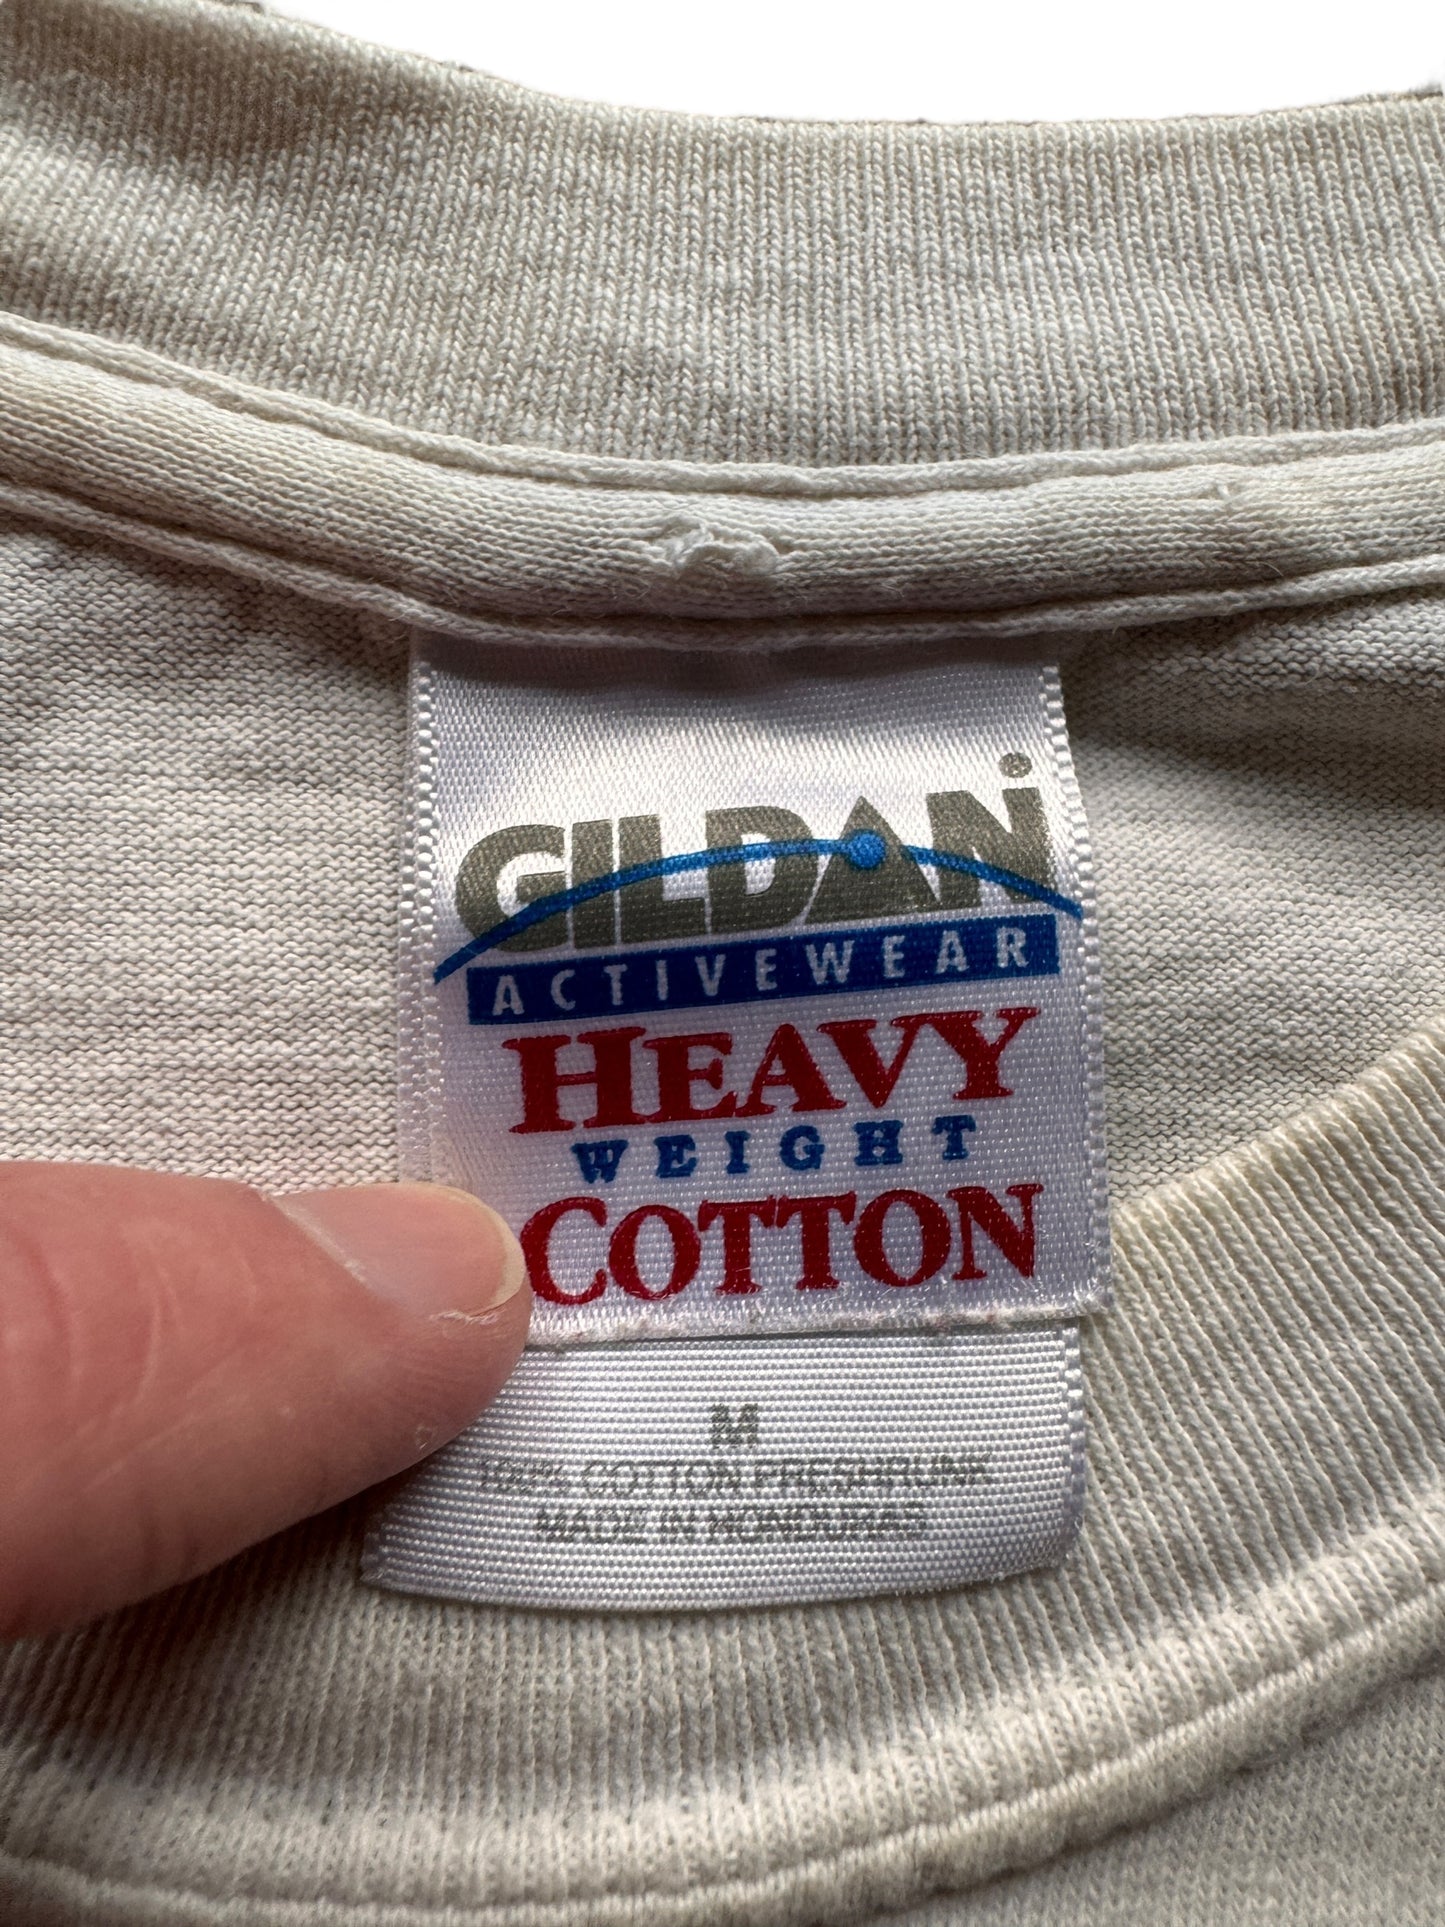 GILDAN
ACTIVEWEAR
HEAVY
WEIGHT
COTTON
M
100% COTTON PRESHRUNK
MADE IN HONDURAS